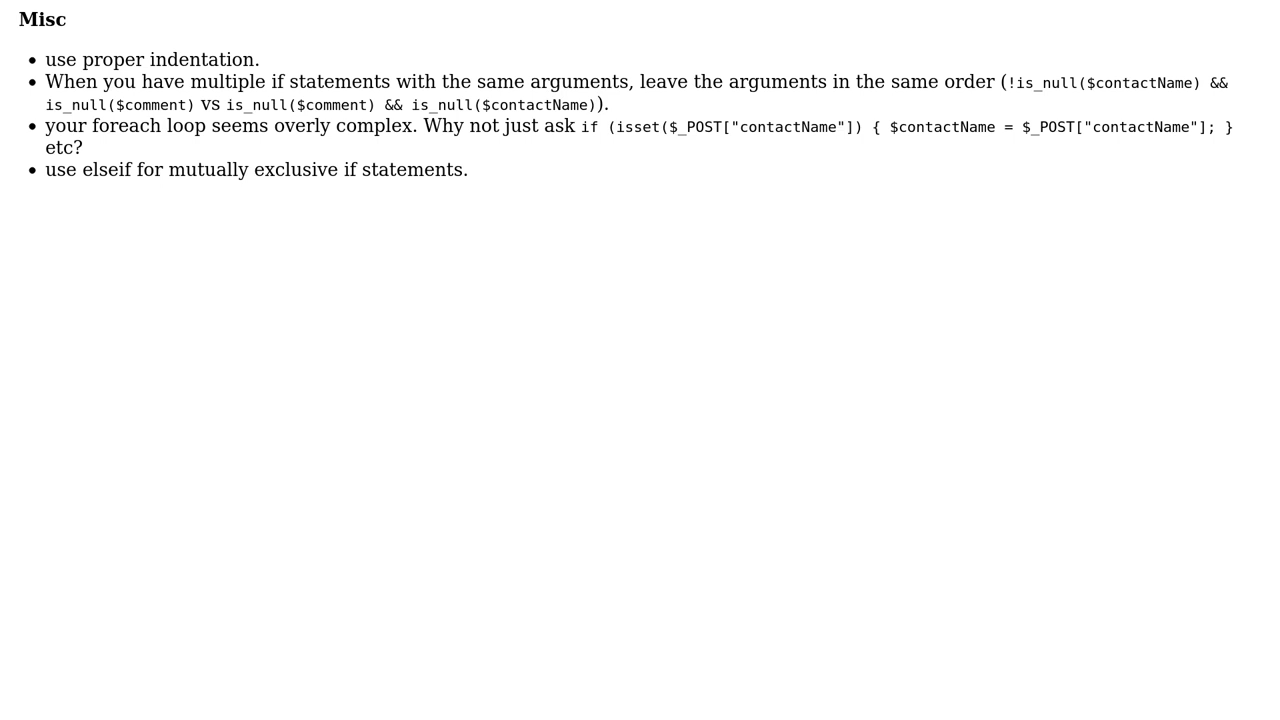 Misc
use proper indentation.
When you have multiple if statements with the same arguments, leave the arguments in the same order (!is_null($contactName) &&
is_null($comment) vs is_null($comment) && is_null($contactName)).
your foreach loop seems overly complex. Why not just ask if (isset($_POST["contactName"]) { $contactName = $_POST["contactName"]; }
etc?
use elseif for mutually exclusive if statements.